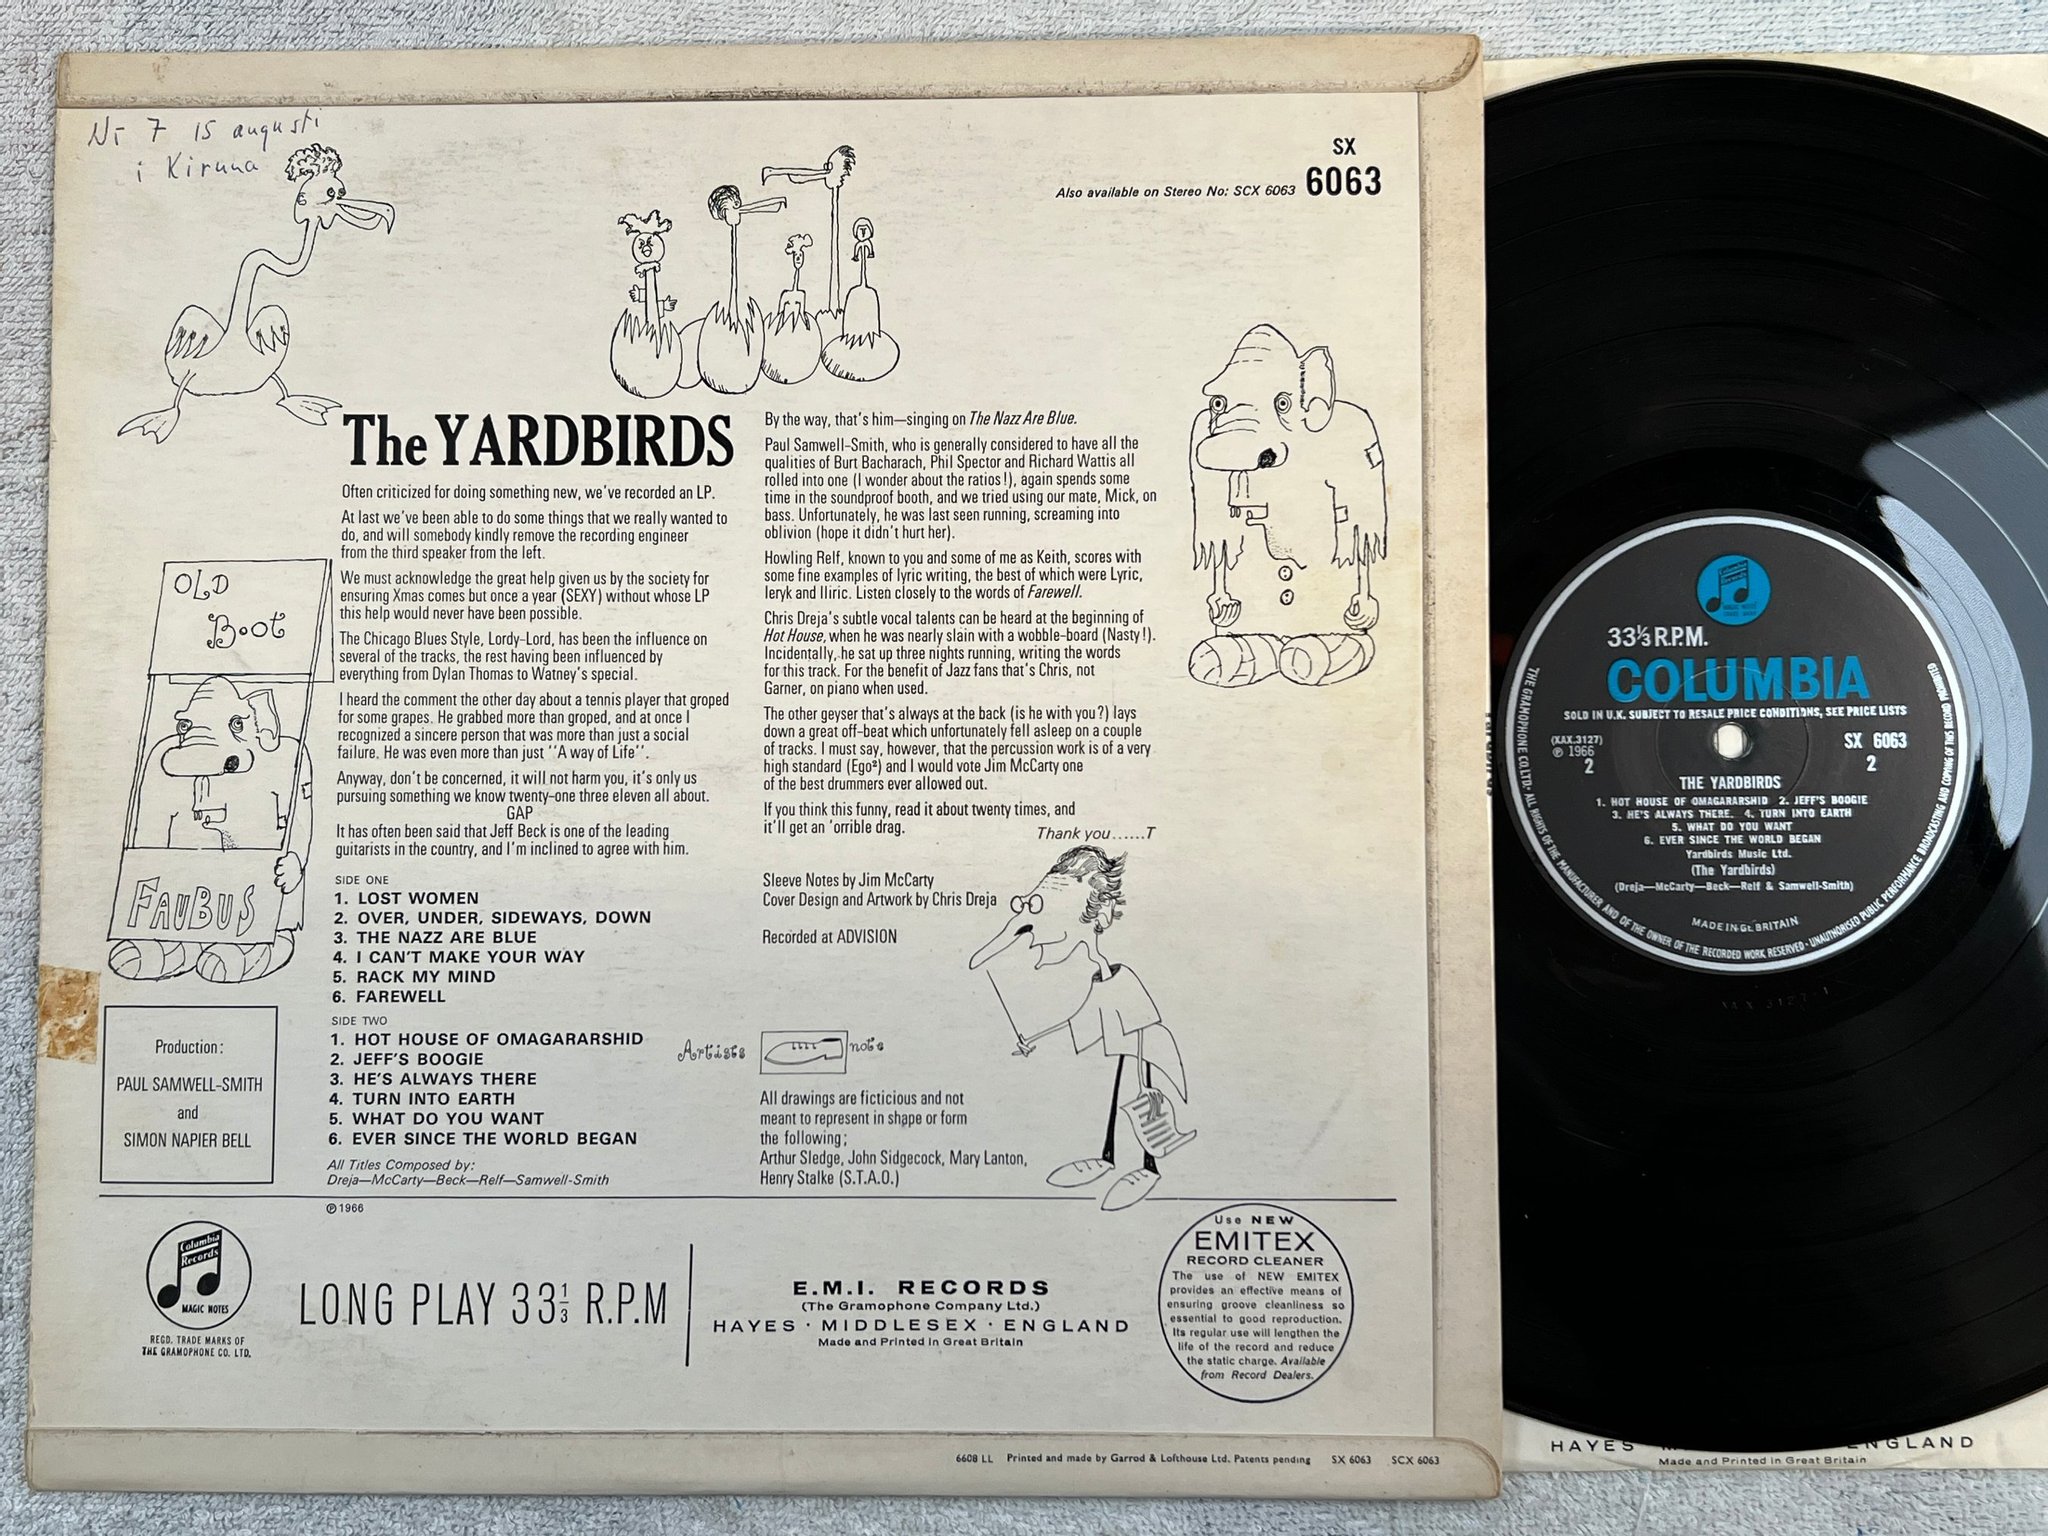 Nr 7 15 augusti
i Kiruna
SX
Also available on Stereo No: SCX 6063 6063
The YARDBIRDS
Often criticized for doing something new, we've recorded an LP.
At last we've been able to do some things that we really wanted to
do, and will somebody kindly remove the recording engineer
from the third speaker from the left.
We must acknowledge the great help given us by the society for
ensuring Xmas comes but once a year (SEXY) without whose LP
this help would never have been possible.
The Chicago Blues Style, Lordy-Lord, has been the influence on
several of the tracks, the rest having been influenced by
everything from Dylan Thomas to Watney's special.
I heard the comment the other day about a tennis player that groped
for some grapes. He grabbed more than groped, and at once I
recognized a sincere person that was more than just a social
failure. He was even more than just "A way of Life".
Anyway, don't be concerned, it will not harm you, it's only us
pursuing something we know twenty-one three eleven all about.
GAP
It has often been said that Jeff Beck is one of the leading
guitarists in the country, and I'm inclined to agree with him.
By the way, that's him—singing on The Nazz Are Blue.
Paul Samwell-Smith, who is generally considered to have all the
qualities of Burt Bacharach, Phil Spector and Richard Wattis all
rolled into one (I wonder about the ratios!), again spends some
time in the soundproof booth, and we tried using our mate, Mick, on
bass. Unfortunately, he was last seen running, screaming into
oblivion (hope it didn't hurt her).
Howling Relf, known to you and some of me as Keith, scores with
some fine examples of lyric writing, the best of which were Lyric,
leryk and Iliric. Listen closely to the words of Farewell.
Chris Dreja's subtle vocal talents can be heard at the beginning of
Hot House, when he was nearly slain with a wobble-board (Nasty!).
Incidentally, he sat up three nights running, writing the words
for this track. For the benefit of Jazz fans that's Chris, not
Garner, on piano when used.
The other geyser that's always at the back (is he with you?) lays
down a great off-beat which unfortunately fell asleep on a couple
of tracks. I must say, however, that the percussion work is of a very
high standard (Ego²) and I would vote Jim McCarty one
of the best drummers ever allowed out.
If you think this funny, read it about twenty times, and
it'll get an 'orrible drag.
Thank you......T
Sleeve Notes by Jim McCarty
Cover Design and Artwork by Chris Dreja
Recorded at ADVISION
OLD
Boot
FAUBUS
SIDE ONE
1. LOST WOMEN
2. OVER, UNDER, SIDEWAYS, DOWN
3. THE NAZZ ARE BLUE
4. I CAN'T MAKE YOUR WAY
5. RACK MY MIND
6. FAREWELL
SIDE TWO
1. HOT HOUSE OF OMAGARARSHID
2. JEFF'S BOOGIE
3. HE'S ALWAYS THERE
4. TURN INTO EARTH
5. WHAT DO YOU WANT
6. EVER SINCE THE WORLD BEGAN
All Titles Composed by:
Dreja—McCarty—Beck—Relf—Samwell-Smith
℗ 1966
Production:
PAUL SAMWELL-SMITH
and
SIMON NAPIER BELL
Artists note
All drawings are ficticious and not
meant to represent in shape or form
the following;
Arthur Sledge, John Sidgecock, Mary Lanton,
Henry Stalke (S.T.A.O.)
Columbia
Records
MAGIC NOTES
REGD. TRADE MARKS OF
THE GRAMOPHONE CO. LTD.
LONG PLAY 33⅓ R.P.M
E.M.I. RECORDS
(The Gramophone Company Ltd.)
HAYES · MIDDLESEX · ENGLAND
Made and Printed in Great Britain
Use NEW
EMITEX
RECORD CLEANER
The use of NEW EMITEX
provides an effective means of
ensuring groove cleanliness so
essential to good reproduction.
Its regular use will lengthen the
life of the record and reduce
the static charge. Available
from Record Dealers.
6608 LL Printed and made by Garrod & Lofthouse Ltd. Patents pending SX 6063 SCX 6063
Columbia
MAGIC NOTES
33⅓ R.P.M.
COLUMBIA
SOLD IN U.K. SUBJECT TO RESALE PRICE CONDITIONS, SEE PRICE LISTS
(XAX.3127)
℗ 1966
2
SX 6063
2
THE YARDBIRDS
1. HOT HOUSE OF OMAGARARSHID 2. JEFF'S BOOGIE
3. HE'S ALWAYS THERE. 4. TURN INTO EARTH
5. WHAT DO YOU WANT
6. EVER SINCE THE WORLD BEGAN
Yardbirds Music Ltd.
(The Yardbirds)
(Dreja—McCarty—Beck—Relf & Samwell-Smith)
MADE IN GT. BRITAIN
THE GRAMOPHONE CO. LTD. · ALL RIGHTS OF THE MANUFACTURER AND OF THE OWNER OF THE RECORDED WORK RESERVED · UNAUTHORISED PUBLIC PERFORMANCE BROADCASTING AND COPYING OF THIS RECORD PROHIBITED
HAYES ENGLAND
Made and Printed in Great Britain